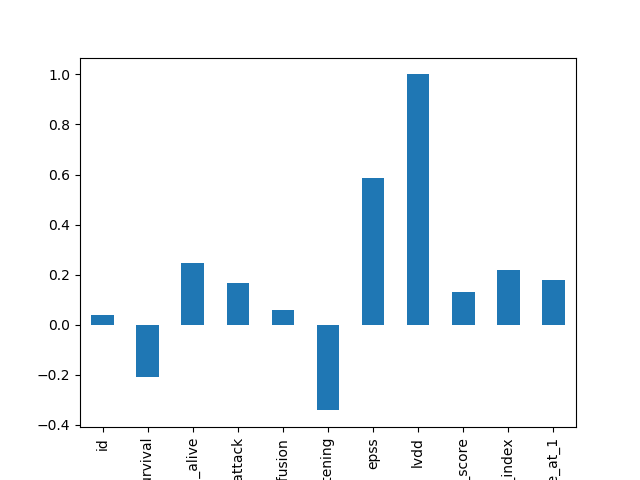 1.0
0.8
0.6
0.4
0.2
0.0
−0.2
−0.4
id
urvival
_alive
attack
fusion
tening
epss
lvdd
_score
_index
e_at_1